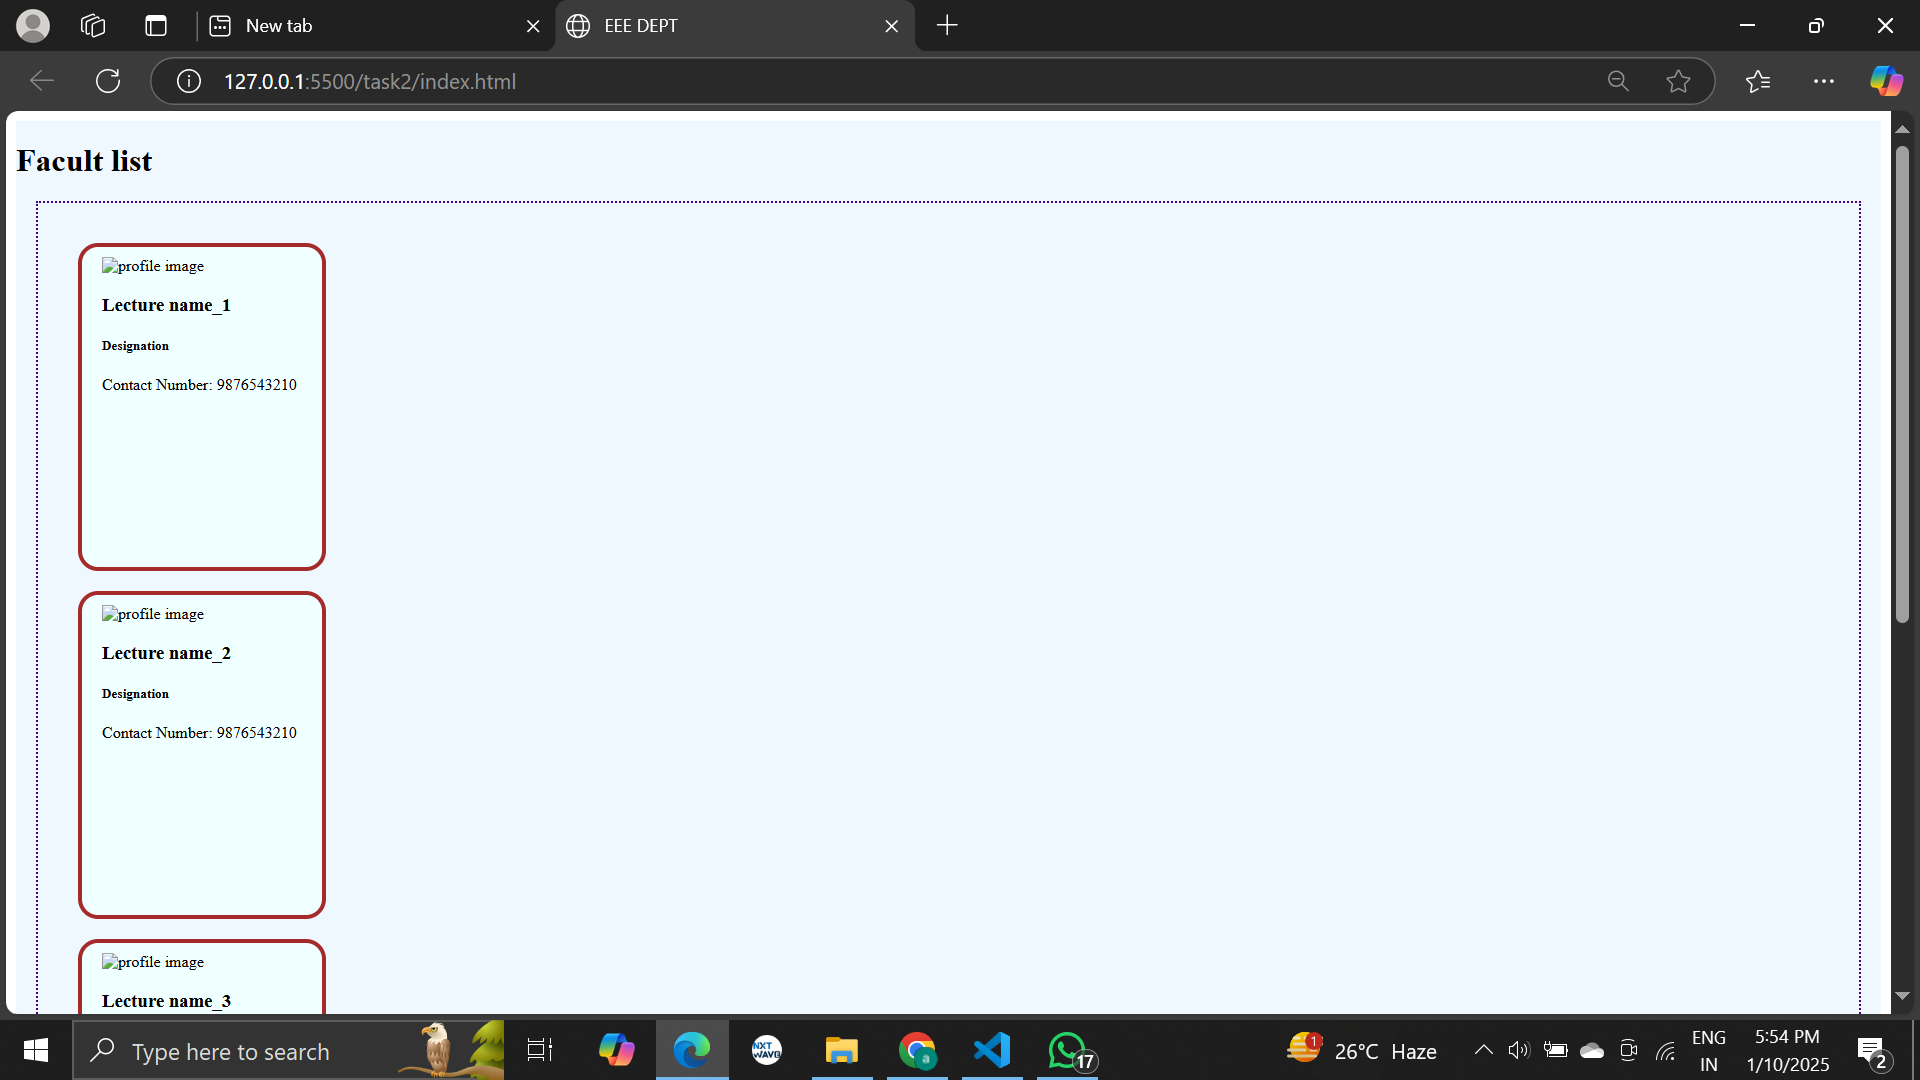 New tab
EEE DEPT
127.0.0.1:5500/task2/index.html
Facult list
profile image
Lecture name_1
Designation
Contact Number: 9876543210
profile image
Lecture name_2
Designation
Contact Number: 9876543210
profile image
Lecture name_3
Type here to search
NXT
WAVE
a
17
1
26°C Haze
ENG
IN
5:54 PM
1/10/2025
2